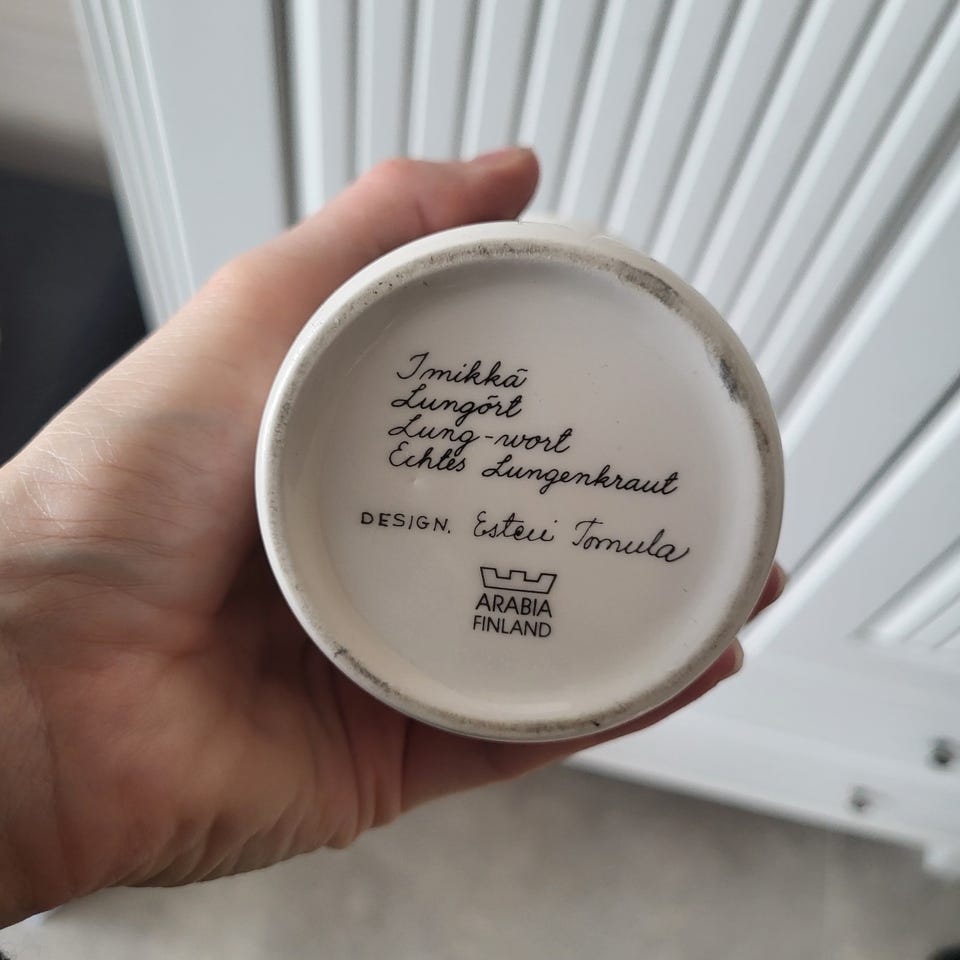 Imikkä
Lungört
Lung-wort
Echtes Lungenkraut
DESIGN. Esteri Tomula
ARABIA
FINLAND